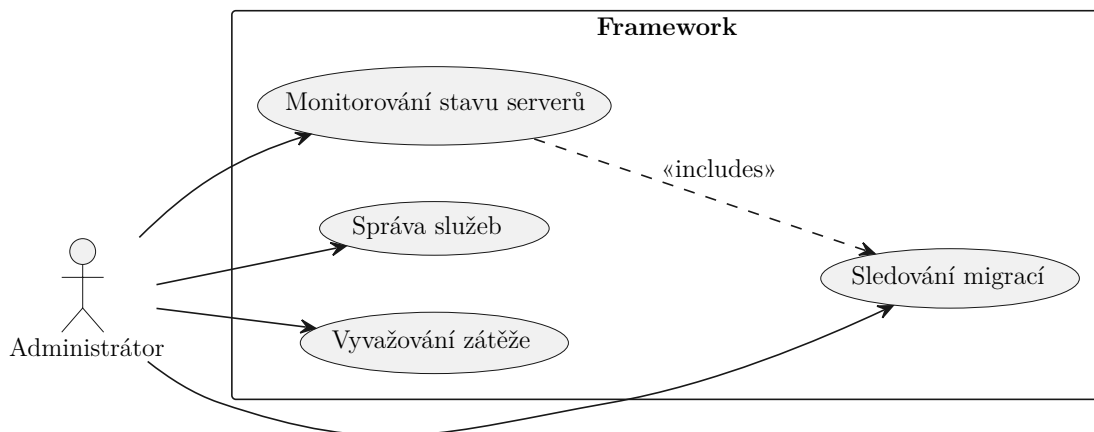 Framework
Monitorování stavu serverů
«includes»
Správa služeb
Sledování migrací
Vyvažování zátěže
Administrátor